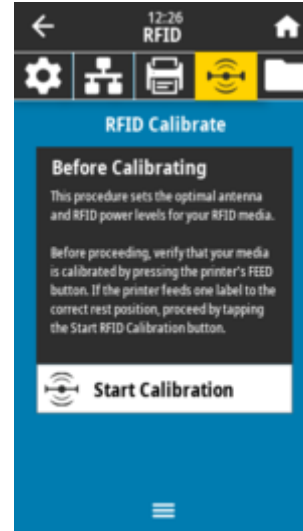 12:26
RFID
RFID Calibrate
Before Calibrating
This procedure sets the optimal antenna
and RFID power levels for your RFID media.
Before proceeding, verify that your media
is calibrated by pressing the printer's FEED
button. If the printer feeds one label to the
correct rest position, proceed by tapping
the Start RFID Calibration button.
Start Calibration